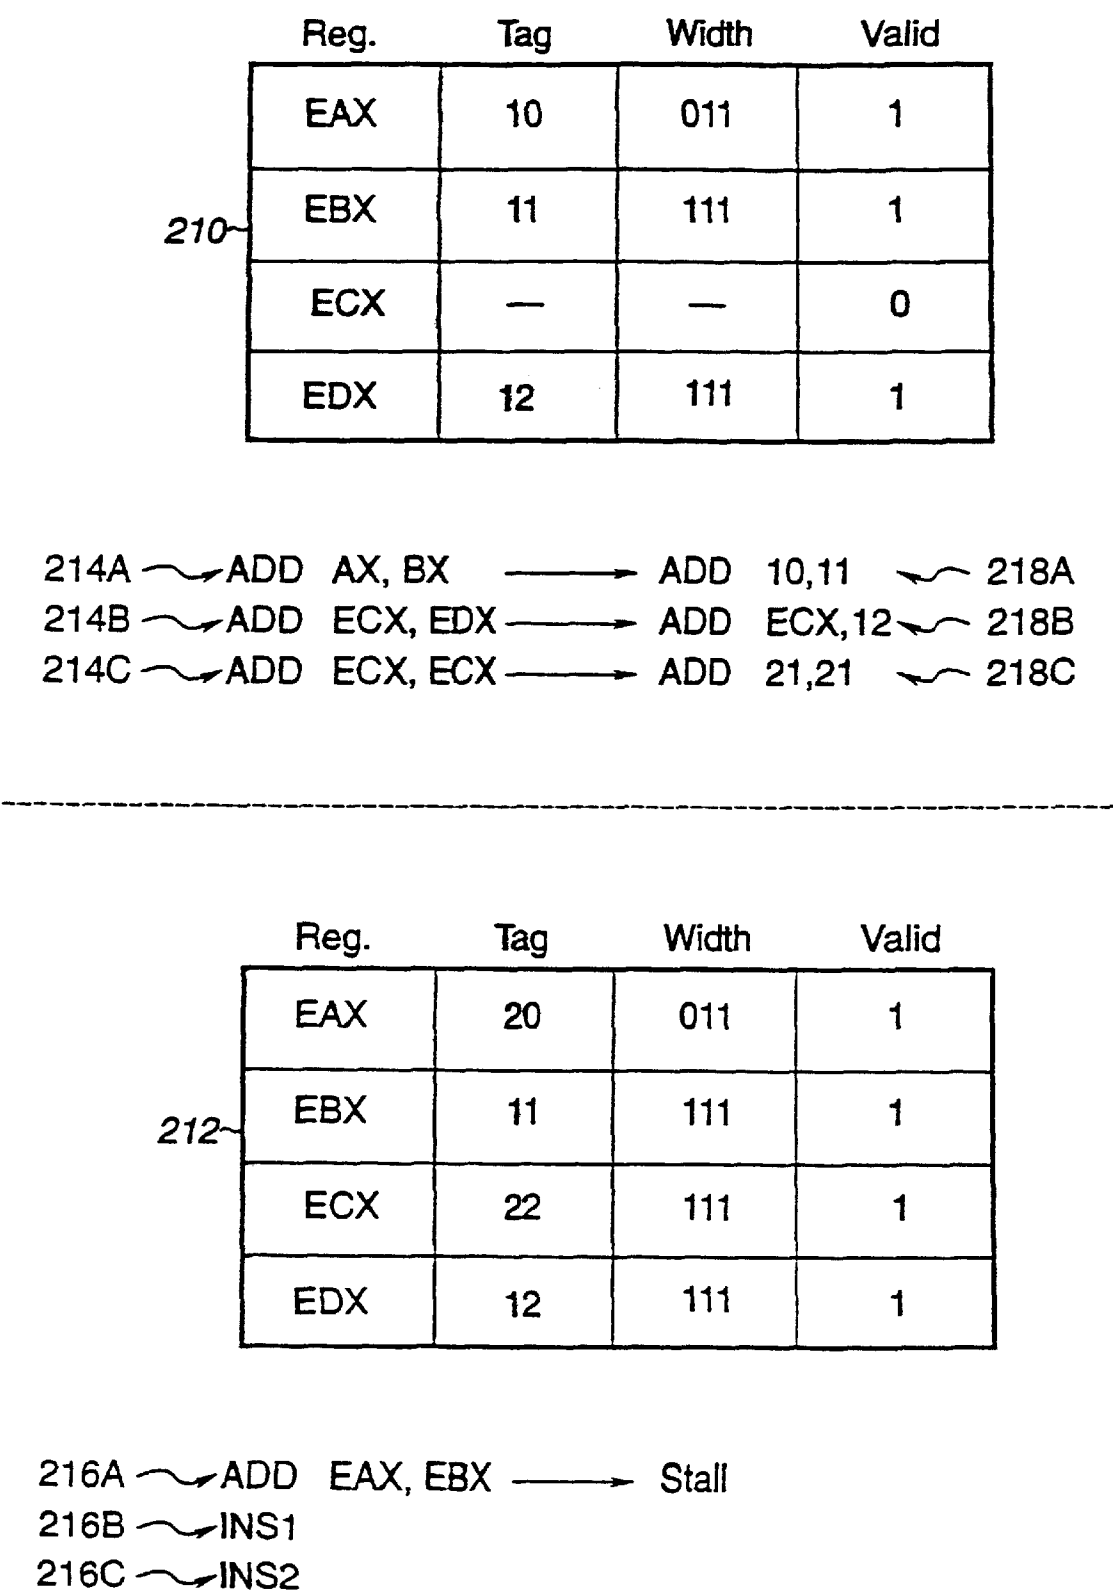 Reg. Tag Width Valid
EAX 10 011 1
EBX 11 111 1
210
ECX — — 0
EDX 12 111 1
214A ADD AX, BX ADD 10,11 218A
214B ADD ECX, EDX ADD ECX,12 218B
214C ADD ECX, ECX ADD 21,21 218C
Reg. Tag Width Valid
EAX 20 011 1
EBX 11 111 1
212
ECX 22 111 1
EDX 12 111 1
216A ADD EAX, EBX Stall
216B INS1
216C INS2